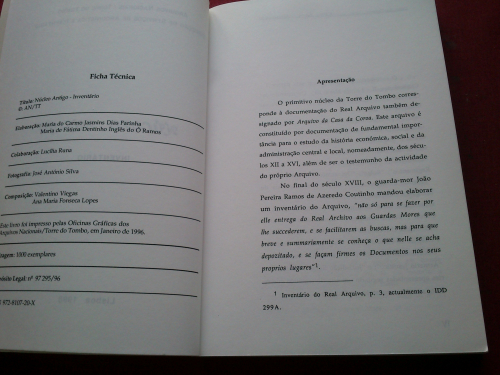 Ficha Técnica
Título: Núcleo Antigo - Inventário
© AN/TT
Elaboração: Maria do Carmo Jasmins Dias Farinha
Maria de Fátima Dentinho Inglês do Ó Ramos
Colaboração: Lucília Runa
Fotografia: José António Silva
Composição: Valentino Viegas
Ana Maria Fonseca Lopes
Este livro foi impresso pelas Oficinas Gráficas dos
Arquivos Nacionais/Torre do Tombo, em Janeiro de 1996.
Tiragem: 1000 exemplares
Depósito Legal: nº 97 295/96
972-8107-20-X
Apresentação
O primitivo núcleo da Torre do Tombo corres-
ponde à documentação do Real Arquivo também de-
signado por Arquivo da Casa da Coroa. Este arquivo é
constituído por documentação de fundamental impor-
tância para o estudo da história económica, social e da
administração central e local, nomeadamente, dos sécu-
los XII a XVI, além de ser o testemunho da actividade
do próprio Arquivo.
No final do século XVIII, o guarda-mor João
Pereira Ramos de Azeredo Coutinho mandou elaborar
um inventário do Arquivo, "não só para se fazer por
elle entrega do Real Archivo aos Guardas Mores que
lhe succederem, e se facilitarem as buscas, mas para que
breve e summariamente se conheça o que nelle se acha
depozitado, e se façam firmes os Documentos nos seus
proprios lugares"¹.
¹ Inventário do Real Arquivo, p. 3, actualmente o IDD
299A.